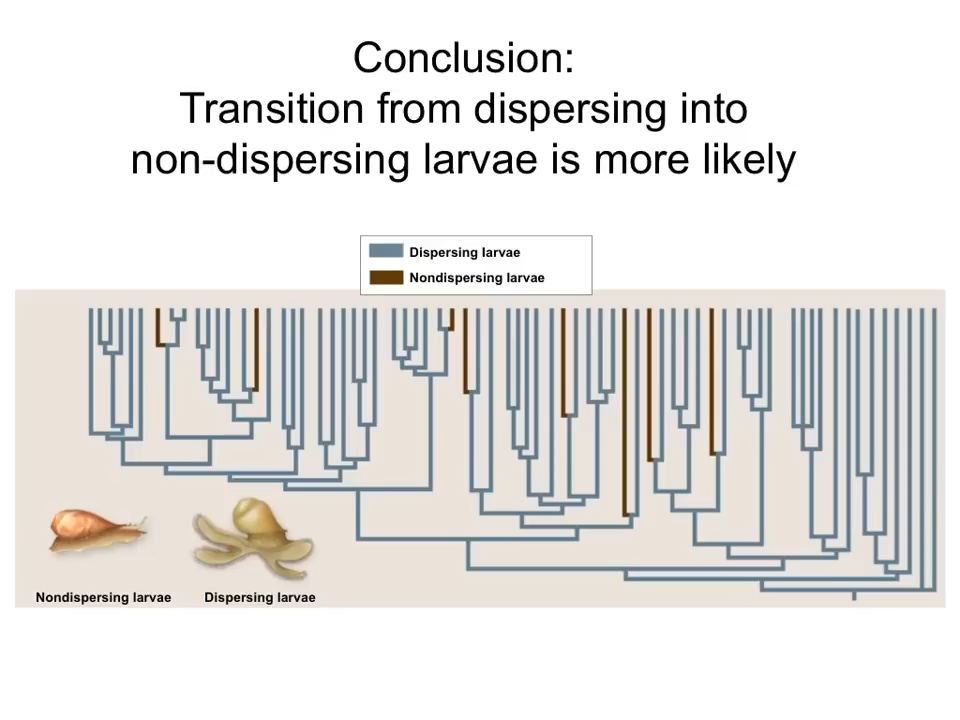 Conclusion:
Transition from dispersing into
non-dispersing larvae is more likely
Dispersing larvae
Nondispersing larvae
Nondispersing larvae
Dispersing larvae